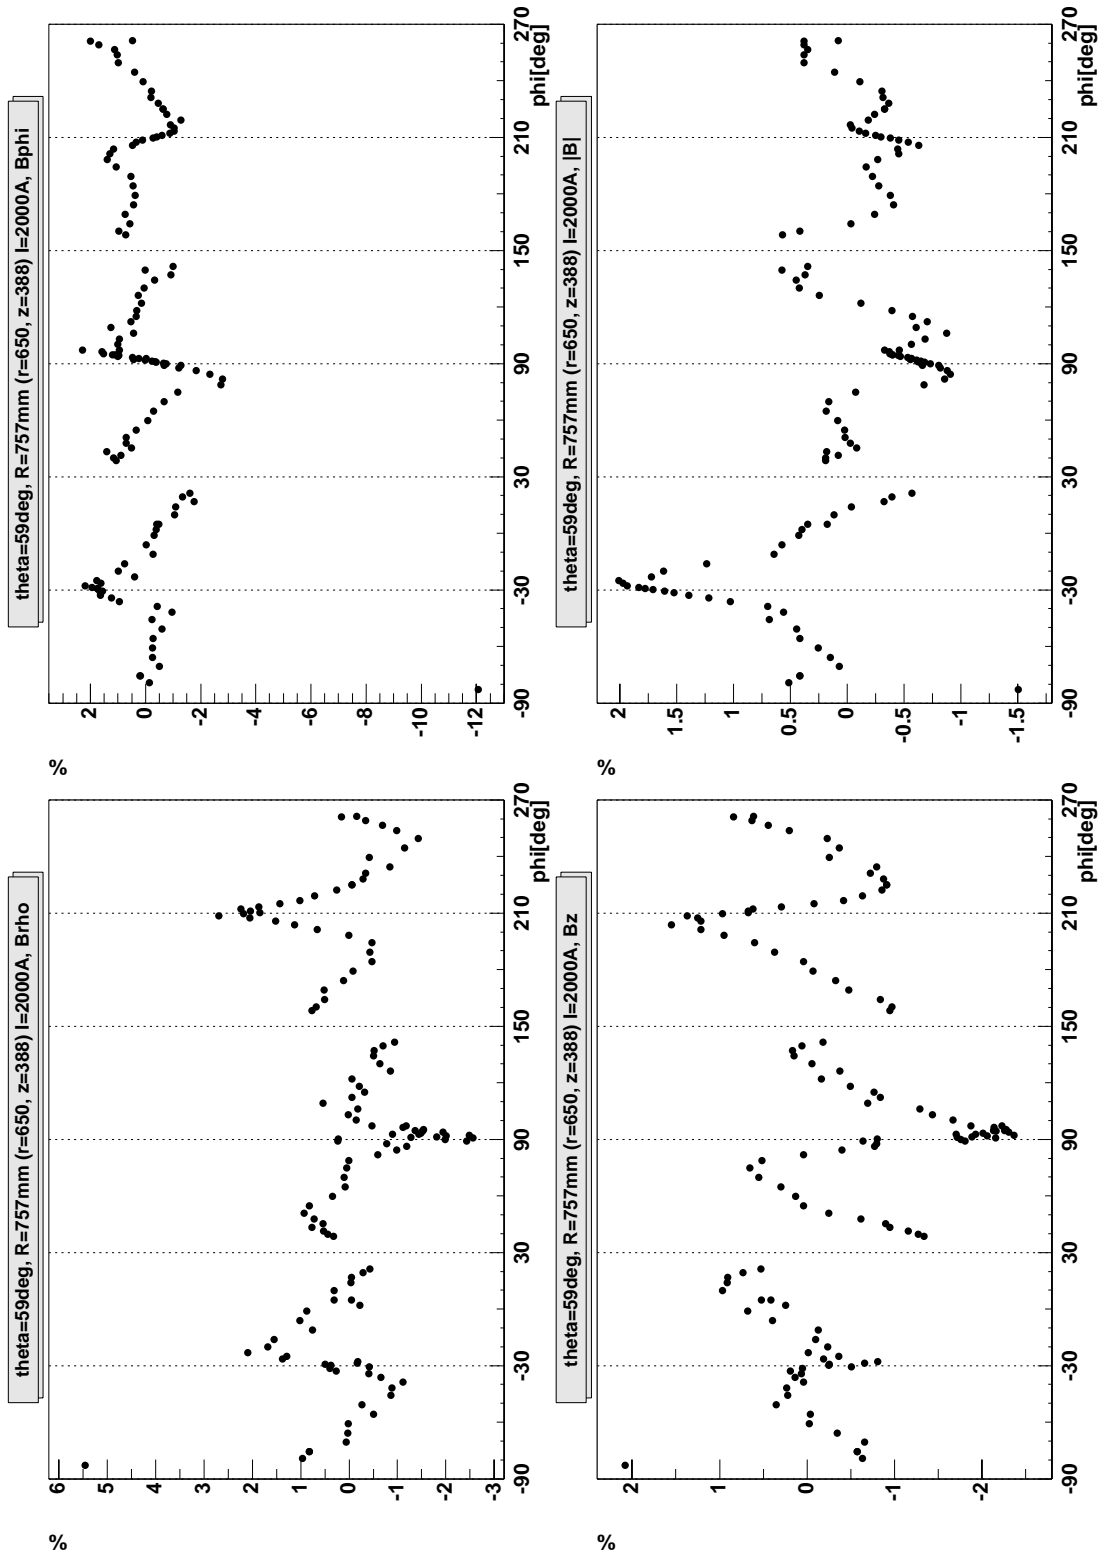 theta=59deg, R=757mm (r=650, z=388) I=2000A, Brho
%
6
5
4
3
2
1
0
-1
-2
-3
-90 -30 30 90 150 210 270
phi[deg]
theta=59deg, R=757mm (r=650, z=388) I=2000A, Bphi
%
2
0
-2
-4
-6
-8
-10
-12
-90 -30 30 90 150 210 270
phi[deg]
theta=59deg, R=757mm (r=650, z=388) I=2000A, Bz
%
2
1
0
-1
-2
-90 -30 30 90 150 210 270
phi[deg]
theta=59deg, R=757mm (r=650, z=388) I=2000A, |B|
%
2
1.5
1
0.5
0
-0.5
-1
-1.5
-90 -30 30 90 150 210 270
phi[deg]